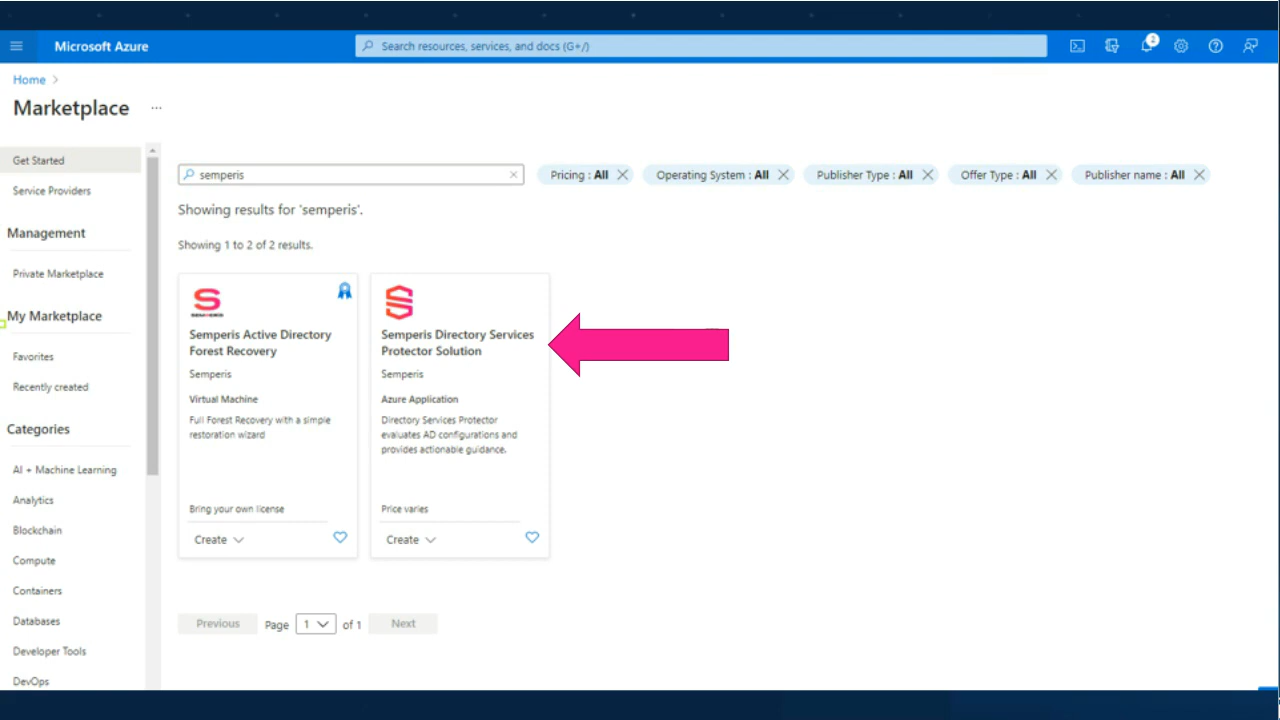 Microsoft Azure
Search resources, services, and docs (G+/)
2
Home
Marketplace
...
Get Started
Service Providers
Management
Private Marketplace
My Marketplace
Favorites
Recently created
Categories
AI + Machine Learning
Analytics
Blockchain
Compute
Containers
Databases
Developer Tools
DevOps
semperis
Pricing : All
Operating System : All
Publisher Type : All
Offer Type : All
Publisher name : All
Showing results for 'semperis'.
Showing 1 to 2 of 2 results.
Semperis Active Directory
Forest Recovery
Semperis
Virtual Machine
Full Forest Recovery with a simple
restoration wizard
Bring your own license
Create
Semperis Directory Services
Protector Solution
Semperis
Azure Application
Directory Services Protector
evaluates AD configurations and
provides actionable guidance.
Price varies
Create
Previous
Page 1 of 1
Next